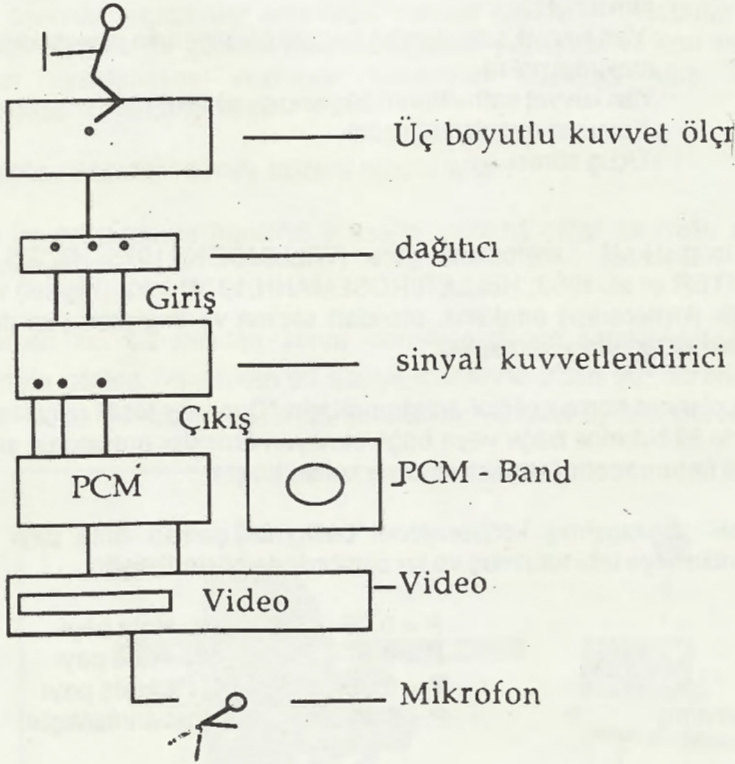 Üç boyutlu kuvvet ölçr
dağıtıcı
Giriş
sinyal kuvvetlendirici
Çıkış
PCM
PCM - Band
Video
Video
Mikrofon